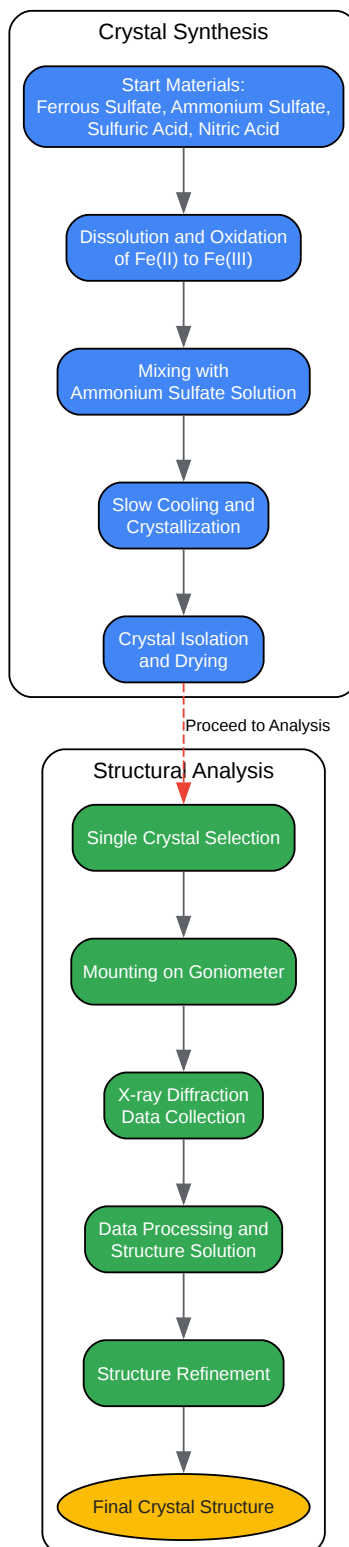 Crystal Synthesis
Start Materials:
Ferrous Sulfate, Ammonium Sulfate,
Sulfuric Acid, Nitric Acid
Dissolution and Oxidation
of Fe(II) to Fe(III)
Mixing with
Ammonium Sulfate Solution
Slow Cooling and
Crystallization
Crystal Isolation
and Drying
Proceed to Analysis
Structural Analysis
Single Crystal Selection
Mounting on Goniometer
X-ray Diffraction
Data Collection
Data Processing and
Structure Solution
Structure Refinement
Final Crystal Structure